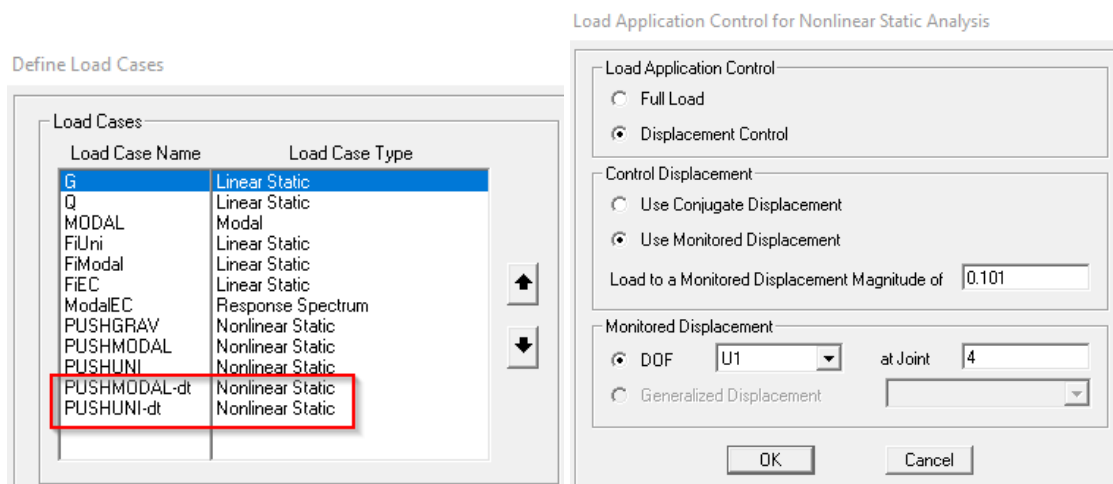 Define Load Cases
Load Cases
Load Case Name Load Case Type
G Linear Static
Q Linear Static
MODAL Modal
FiUni Linear Static
FiModal Linear Static
FiEC Linear Static
ModalEC Response Spectrum
PUSHGRAV Nonlinear Static
PUSHMODAL Nonlinear Static
PUSHUNI Nonlinear Static
PUSHMODAL-dt Nonlinear Static
PUSHUNI-dt Nonlinear Static
Load Application Control for Nonlinear Static Analysis
Load Application Control
Full Load
Displacement Control
Control Displacement
Use Conjugate Displacement
Use Monitored Displacement
Load to a Monitored Displacement Magnitude of 0.101
Monitored Displacement
DOF U1 at Joint 4
Generalized Displacement
OK Cancel